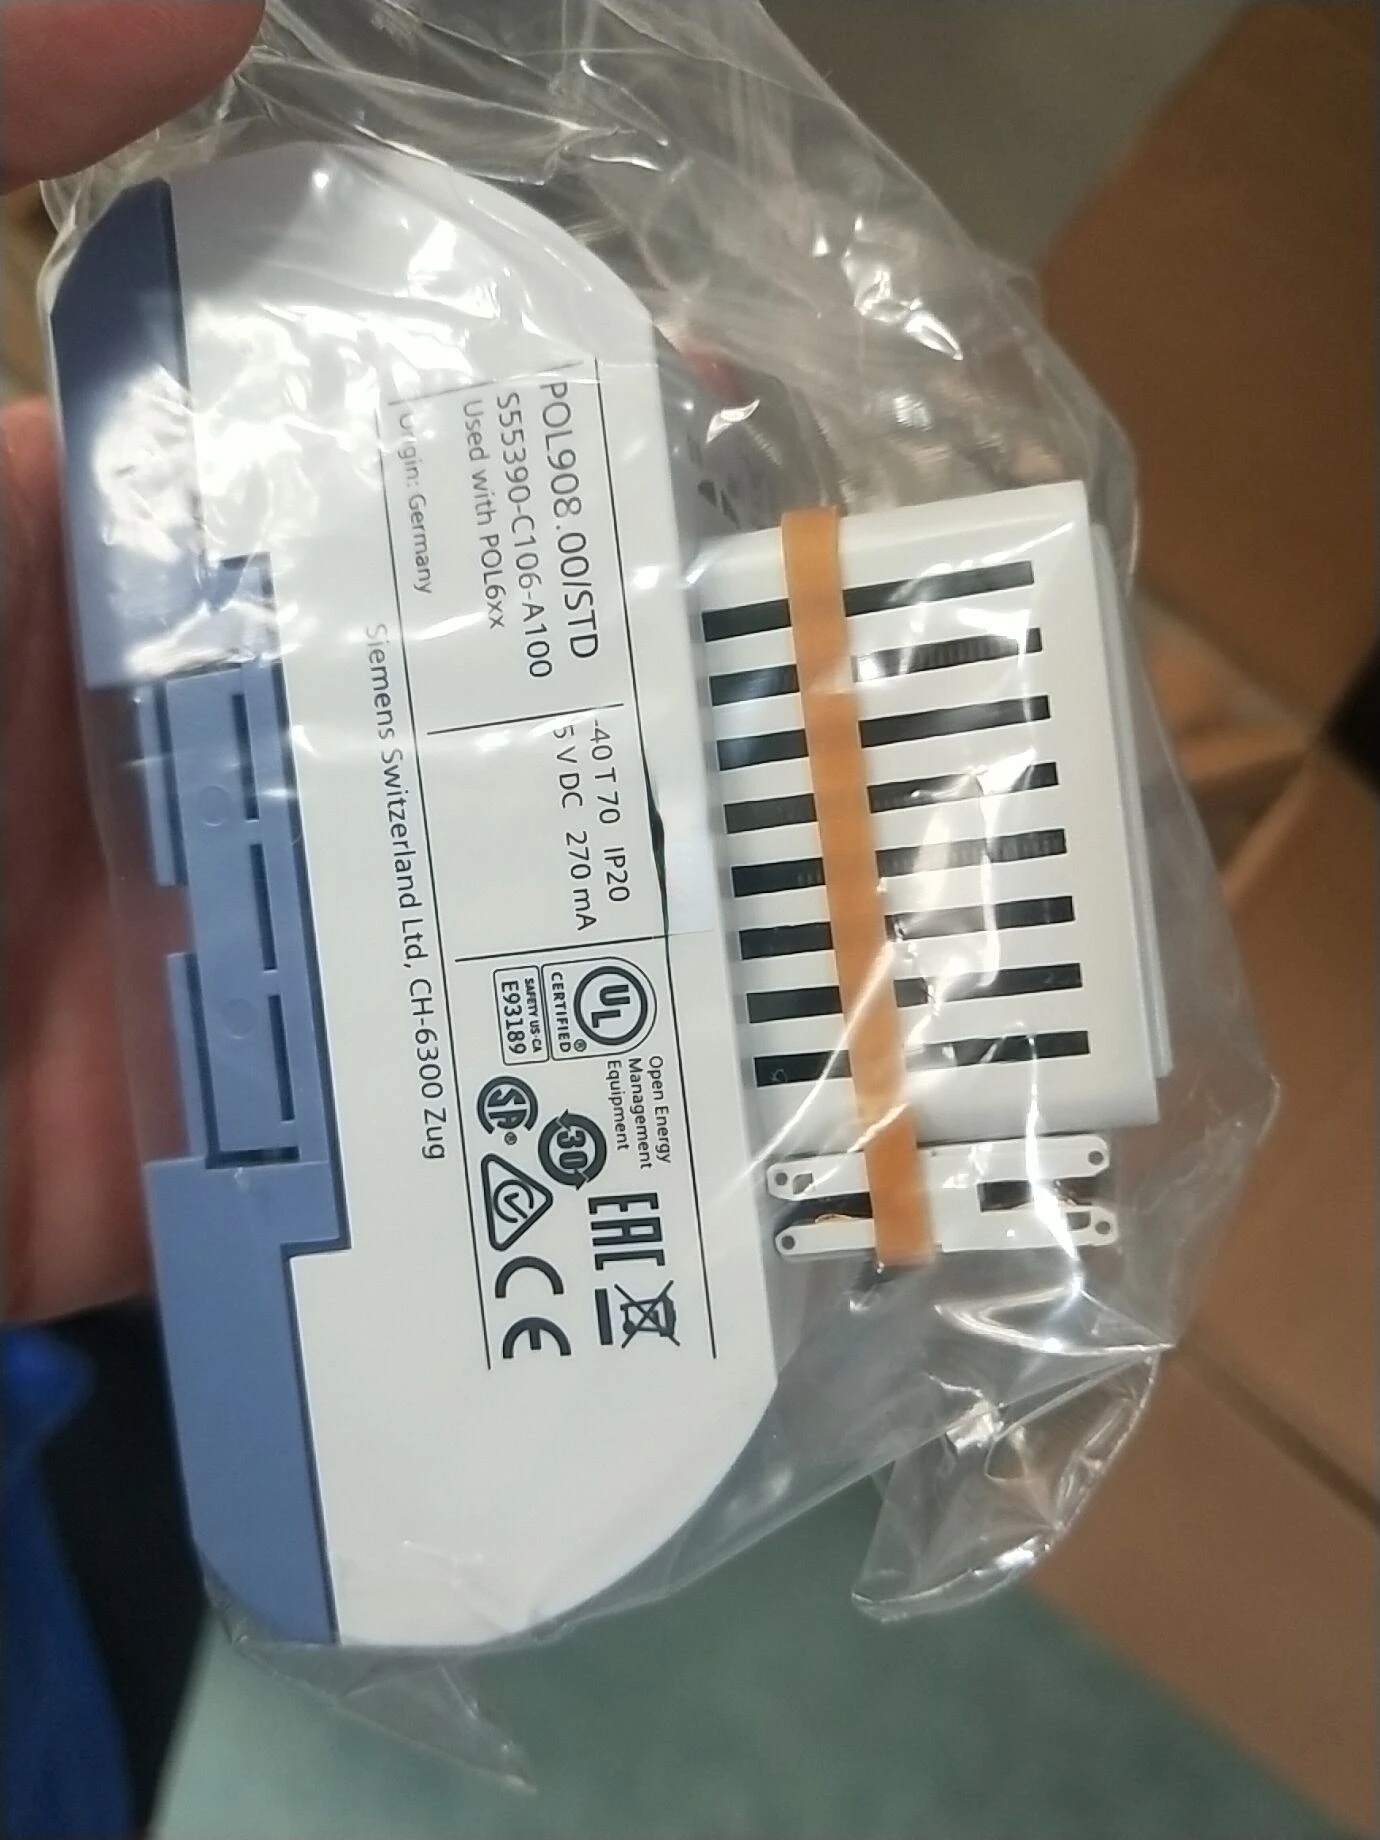 POL908.00/STD
S55390-C106-A100
Used with POL6xx
Origin: Germany
-40 T 70 IP20
5 V DC 270 mA
UL
CERTIFIED ®
SAFETY US·CA
E93189
Open Energy
Management
Equipment
SA®
30
EAC
CE
Siemens Switzerland Ltd, CH-6300 Zug